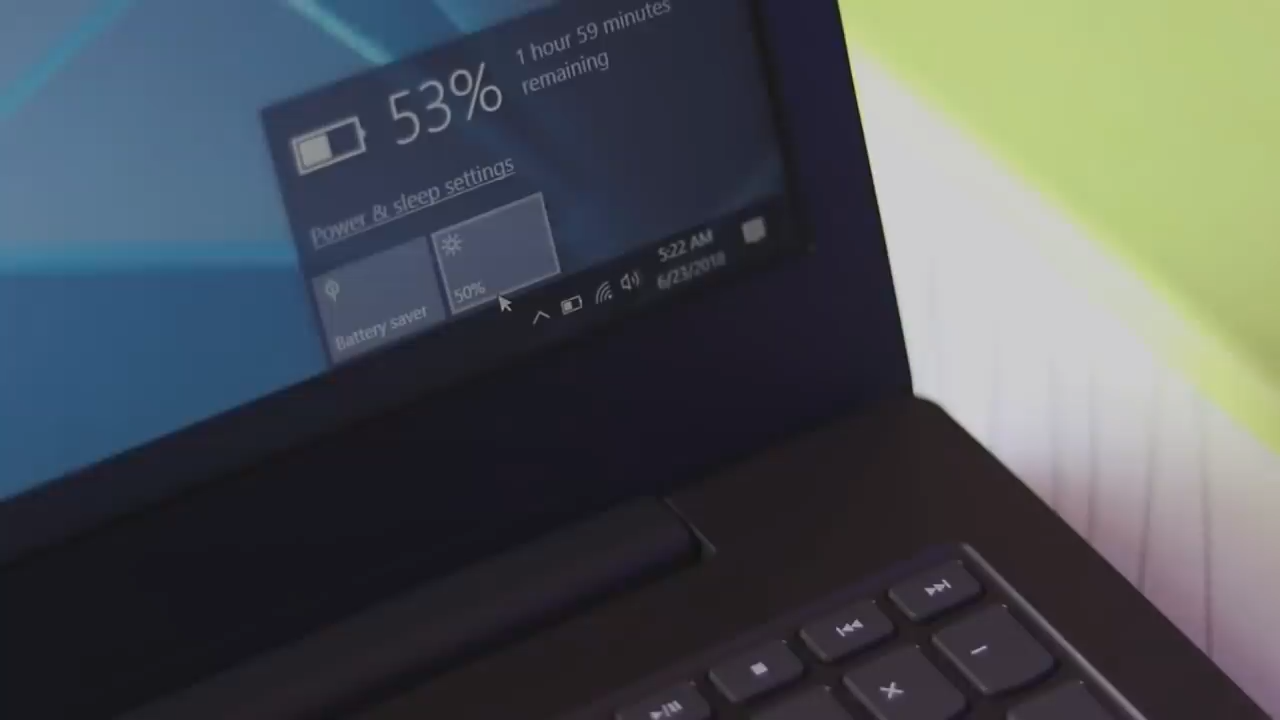 53%
1 hour 59 minutes
remaining
Power & sleep settings
Battery saver
50%
5:22 AM
6/23/2018